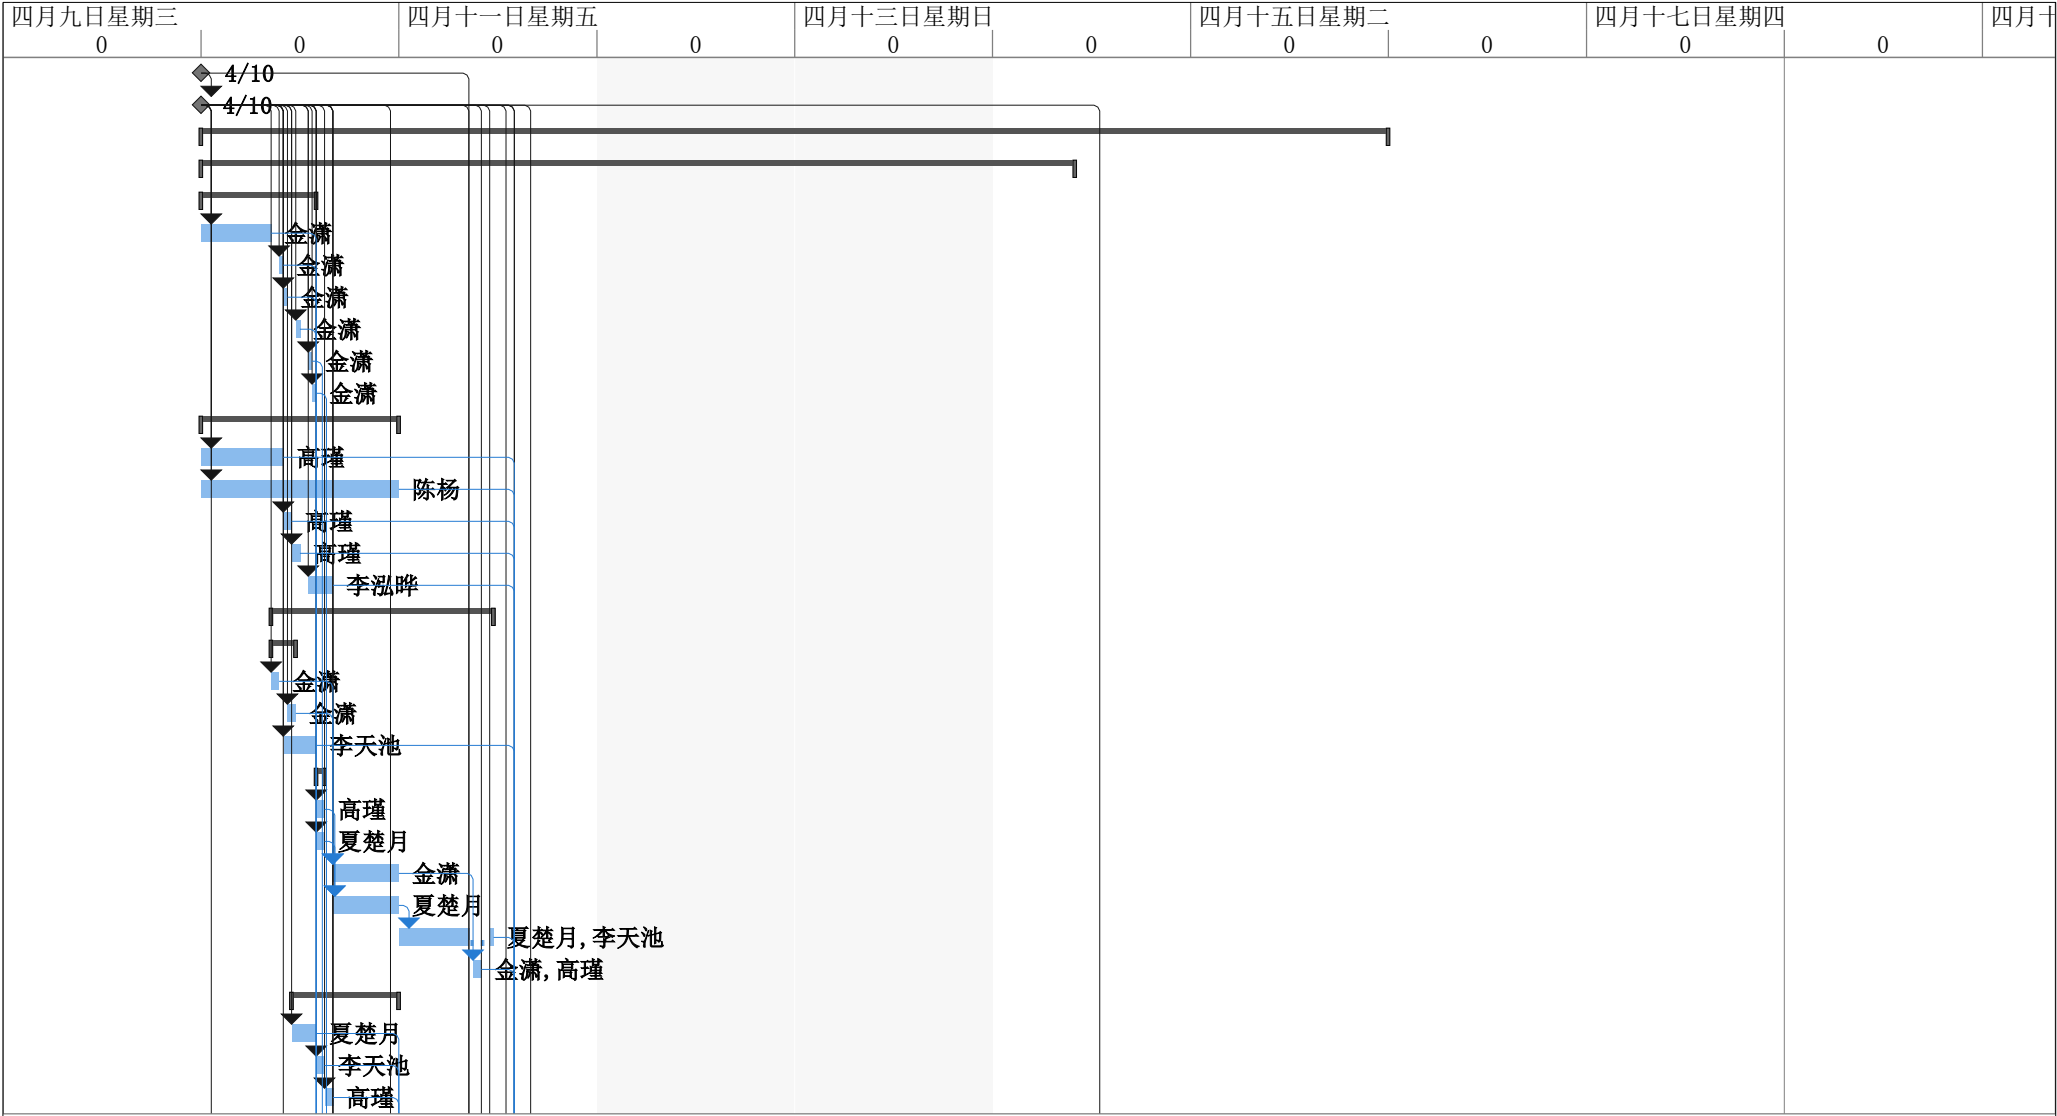 四月九日星期三 四月十一日星期五 四月十三日星期日 四月十五日星期二 四月十七日星期四 四月十
0 0 0 0 0 0 0 0 0 0
4/10
4/10
金潇
金潇
金潇
金潇
金潇
金潇
高瑾
陈杨
高瑾
高瑾
李泓晔
金潇
金潇
李天池
高瑾
夏楚月
金潇
夏楚月
夏楚月,李天池
金潇,高瑾
夏楚月
李天池
高瑾